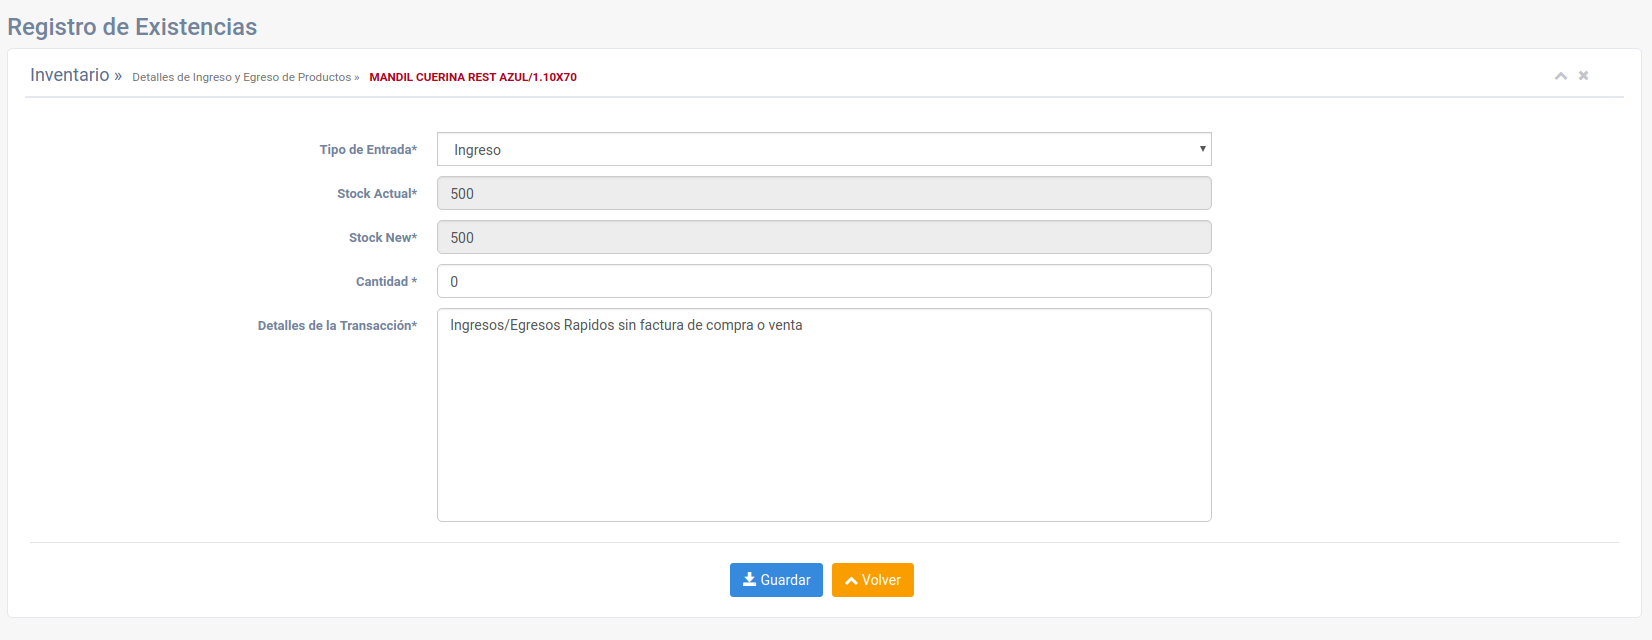 Registro de Existencias
Inventario » Detalles de Ingreso y Egreso de Productos » MANDIL CUERINA REST AZUL/1.10X70
Tipo de Entrada* Ingreso
Stock Actual* 500
Stock New* 500
Cantidad * 0
Detalles de la Transacción* Ingresos/Egresos Rapidos sin factura de compra o venta
Guardar Volver